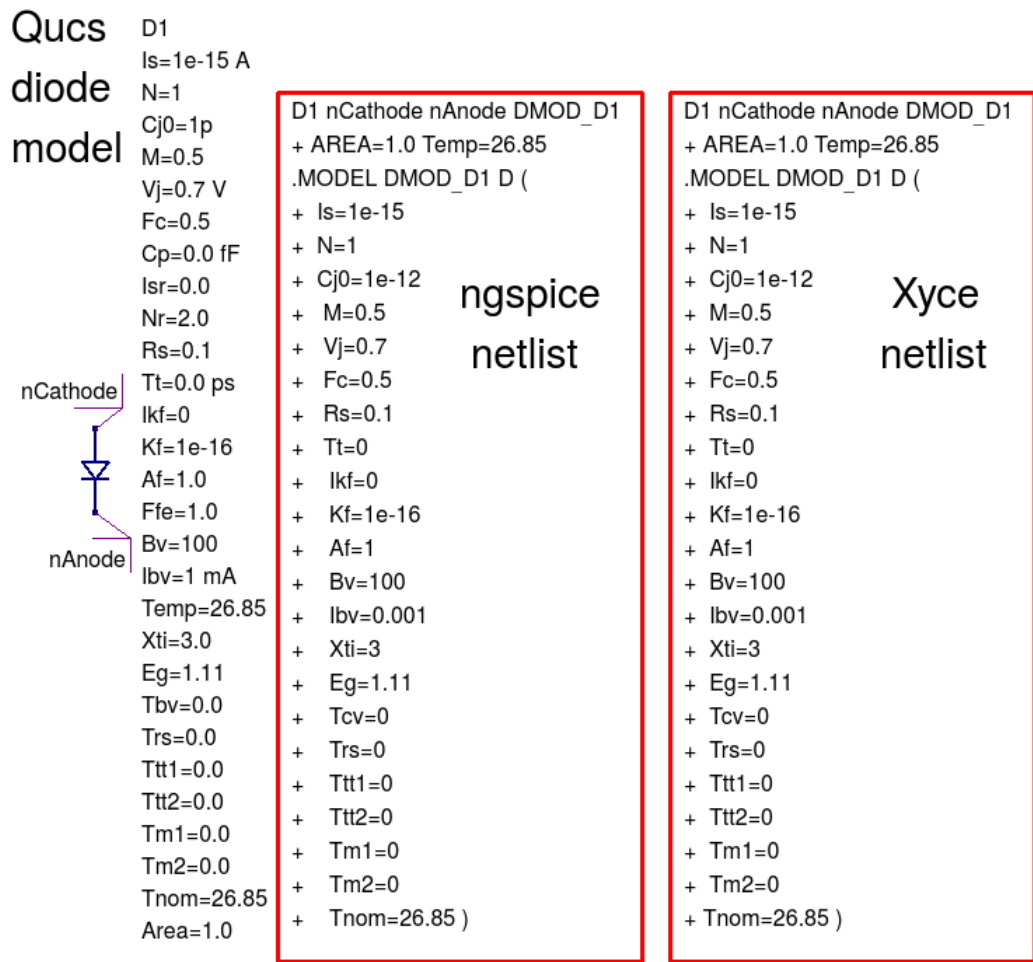 Qucs
diode
model
D1
Is=1e-15 A
N=1
Cj0=1p
M=0.5
Vj=0.7 V
Fc=0.5
Cp=0.0 fF
Isr=0.0
Nr=2.0
Rs=0.1
Tt=0.0 ps
Ikf=0
Kf=1e-16
Af=1.0
Ffe=1.0
Bv=100
Ibv=1 mA
Temp=26.85
Xti=3.0
Eg=1.11
Tbv=0.0
Trs=0.0
Ttt1=0.0
Ttt2=0.0
Tm1=0.0
Tm2=0.0
Tnom=26.85
Area=1.0
nCathode
nAnode
D1 nCathode nAnode DMOD_D1
+ AREA=1.0 Temp=26.85
.MODEL DMOD_D1 D (
+ Is=1e-15
+ N=1
+ Cj0=1e-12
+ M=0.5
+ Vj=0.7
+ Fc=0.5
+ Rs=0.1
+ Tt=0
+ Ikf=0
+ Kf=1e-16
+ Af=1
+ Bv=100
+ Ibv=0.001
+ Xti=3
+ Eg=1.11
+ Tcv=0
+ Trs=0
+ Ttt1=0
+ Ttt2=0
+ Tm1=0
+ Tm2=0
+ Tnom=26.85 )
ngspice
netlist
D1 nCathode nAnode DMOD_D1
+ AREA=1.0 Temp=26.85
.MODEL DMOD_D1 D (
+ Is=1e-15
+ N=1
+ Cj0=1e-12
+ M=0.5
+ Vj=0.7
+ Fc=0.5
+ Rs=0.1
+ Tt=0
+ Ikf=0
+ Kf=1e-16
+ Af=1
+ Bv=100
+ Ibv=0.001
+ Xti=3
+ Eg=1.11
+ Tcv=0
+ Trs=0
+ Ttt1=0
+ Ttt2=0
+ Tm1=0
+ Tm2=0
+ Tnom=26.85 )
Xyce
netlist